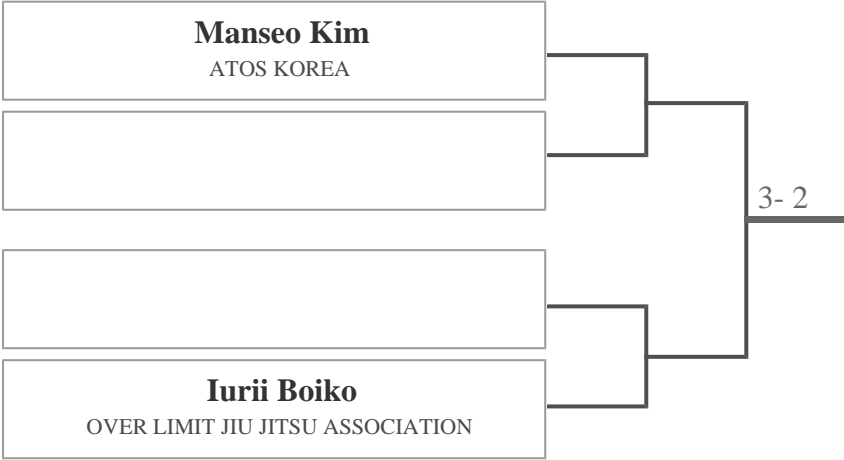 Manseo Kim
ATOS KOREA
3- 2
Iurii Boiko
OVER LIMIT JIU JITSU ASSOCIATION